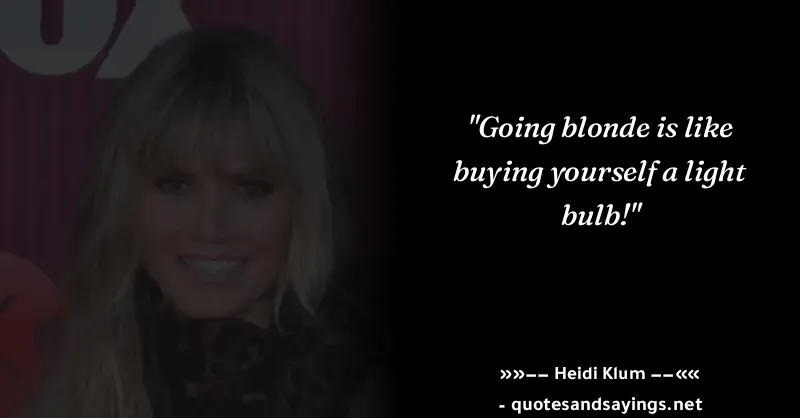 "Going blonde is like
buying yourself a light
bulb!"
»»–– Heidi Klum ––««
- quotesandsayings.net